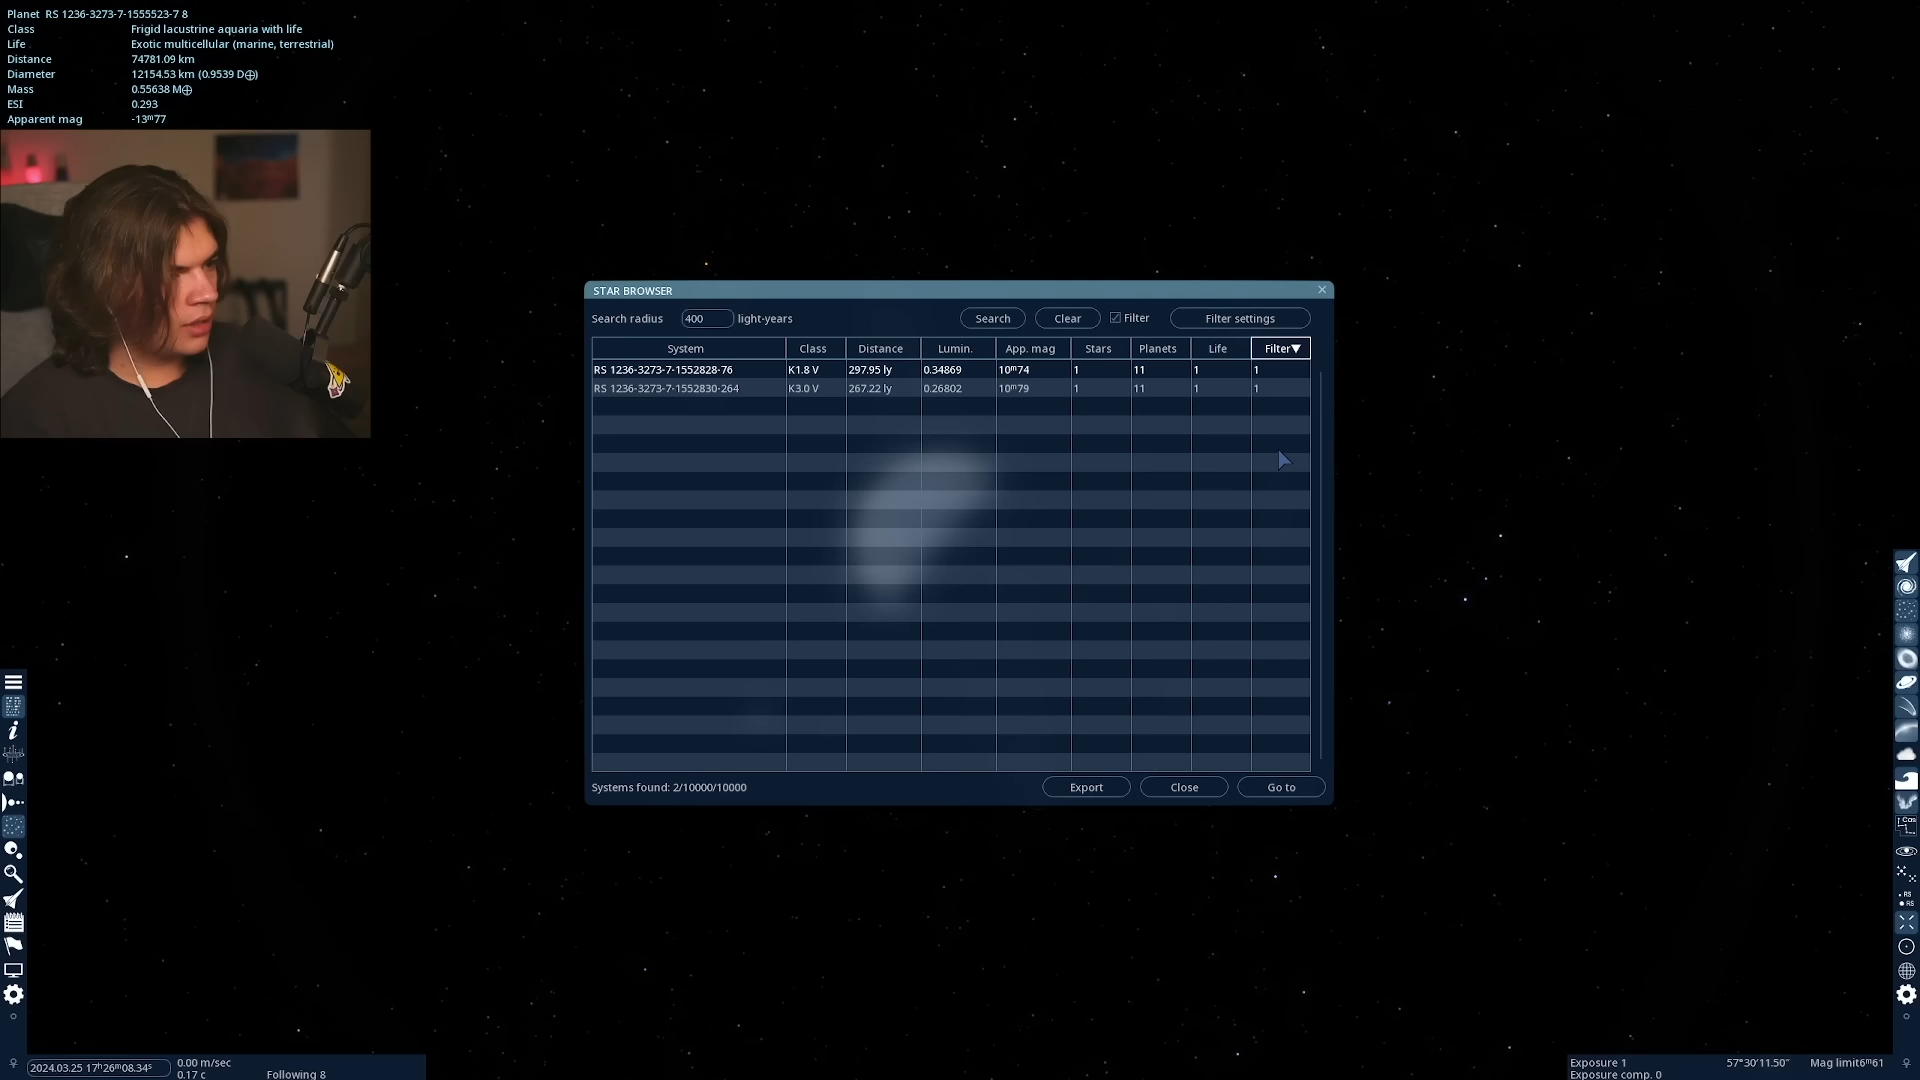 Planet RS 1236-3273-7-1555523-7 8
Class Frigid lacustrine aquaria with life
Life Exotic multicellular (marine, terrestrial)
Distance 74781.09 km
Diameter 12154.53 km (0.9539 D⊕)
Mass 0.55638 M⊕
ESI 0.293
Apparent mag -13ᵐ77
STAR BROWSER
Search radius 400 light-years Search Clear Filter Filter settings
System Class Distance Lumin. App. mag Stars Planets Life Filter▼
RS 1236-3273-7-1552828-76 K1.8 V 297.95 ly 0.34869 10ᵐ74 1 11 1 1
RS 1236-3273-7-1552830-264 K3.0 V 267.22 ly 0.26802 10ᵐ79 1 11 1 1
Systems found: 2/10000/10000 Export Close Go to
RS
RS
2024.03.25 17ʰ26ᵐ08.34ˢ
0.00 m/sec
0.17 c Following 8
Exposure 1 57°30'11.50" Mag limit6ᵐ61
Exposure comp. 0